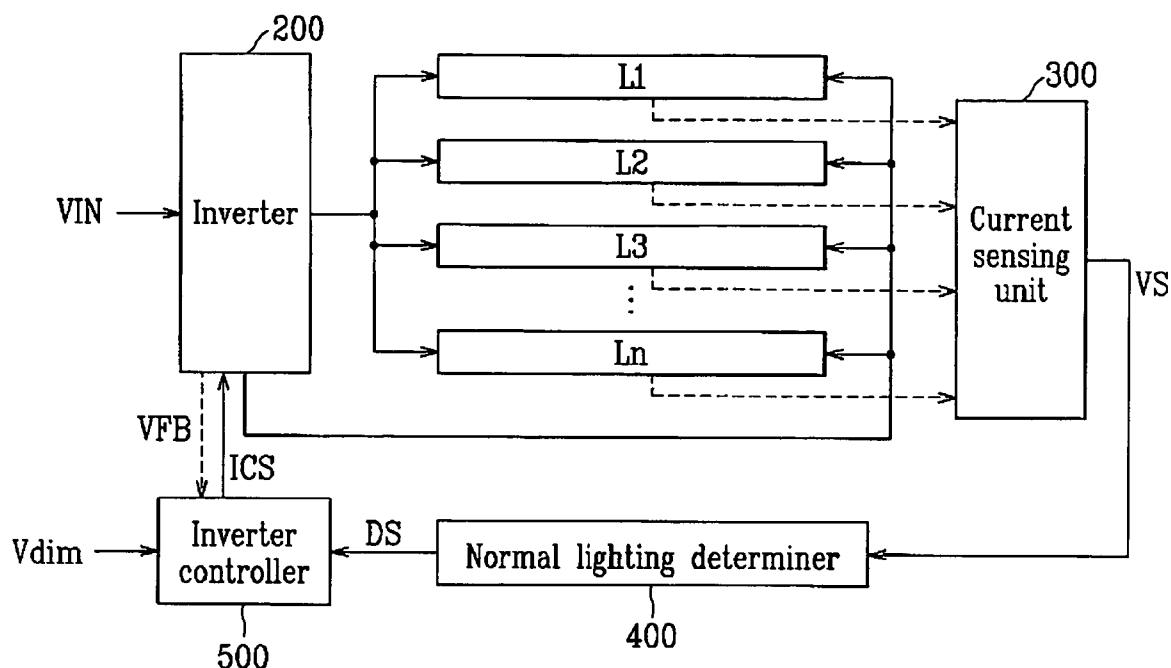 200
L1
300
L2
VIN
Inverter
L3
Current
sensing
unit
VS
⋮
Ln
VFB
ICS
Vdim
Inverter
controller
DS
Normal lighting determiner
500
400